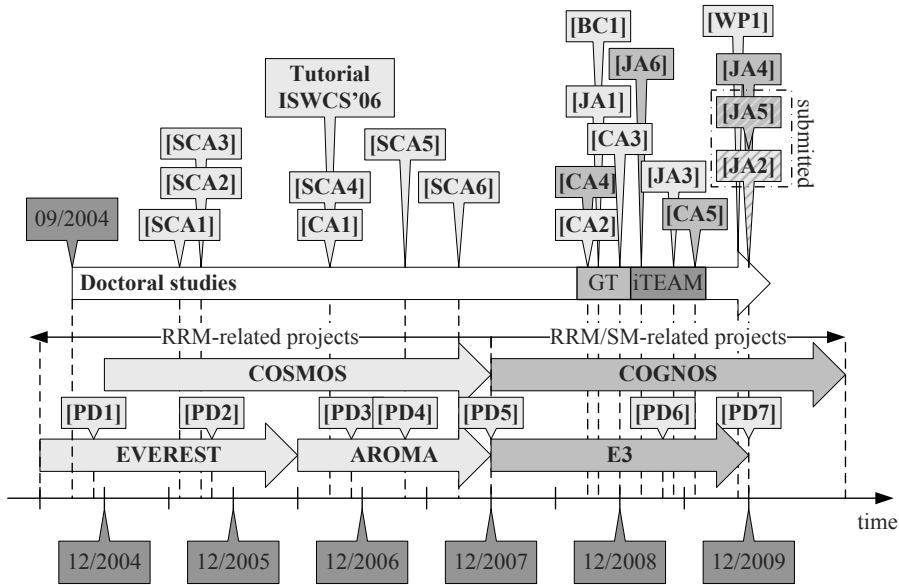 [BC1]
[WP1]
[JA6]
[JA4]
Tutorial
ISWCS'06
[JA1]
[JA5]
submitted
[SCA3]
[SCA5]
[CA3]
[JA2]
[SCA2]
[SCA4]
[SCA6]
[CA4]
[JA3]
09/2004
[SCA1]
[CA1]
[CA2]
[CA5]
Doctoral studies
GT
iTEAM
RRM-related projects
RRM/SM-related projects
COSMOS
COGNOS
[PD1]
[PD2]
[PD3]
[PD4]
[PD5]
[PD6]
[PD7]
EVEREST
AROMA
E3
time
12/2004
12/2005
12/2006
12/2007
12/2008
12/2009